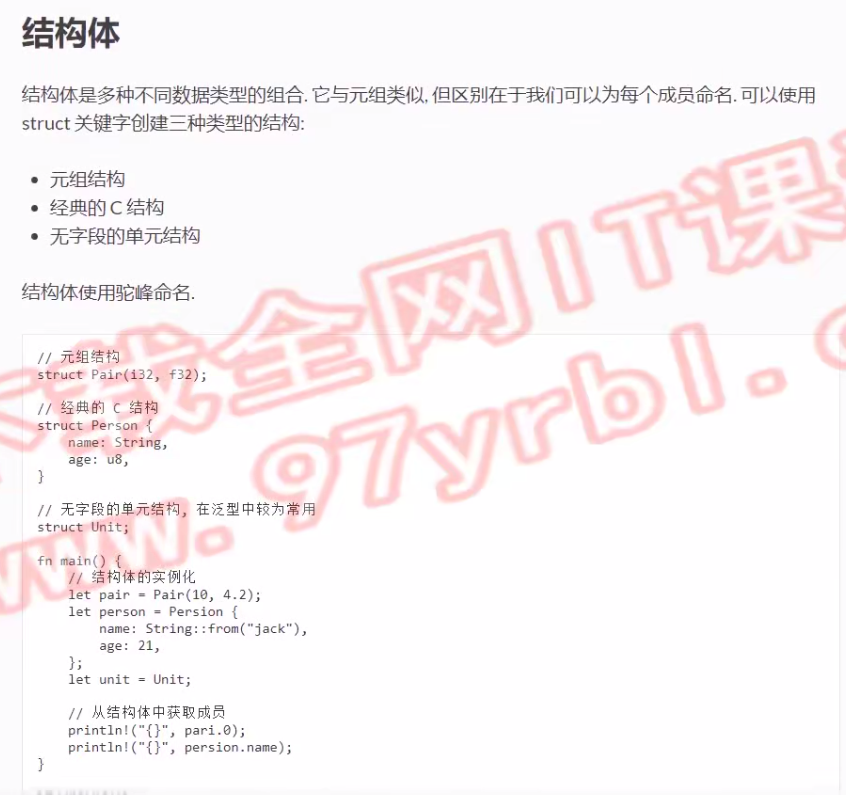 结构体
结构体是多种不同数据类型的组合. 它与元组类似, 但区别在于我们可以为每个成员命名. 可以使用
struct 关键字创建三种类型的结构:
• 元组结构
• 经典的 C 结构
• 无字段的单元结构
结构体使用驼峰命名.
// 元组结构
struct Pair(i32, f32);
// 经典的 C 结构
struct Person {
    name: String,
    age: u8,
}
// 无字段的单元结构, 在泛型中较为常用
struct Unit;
fn main() {
    // 结构体的实例化
    let pair = Pair(10, 4.2);
    let person = Persion {
        name: String::from("jack"),
        age: 21,
    };
    let unit = Unit;
    // 从结构体中获取成员
    println!("{}", pari.0);
    println!("{}", persion.name);
}
载全网IT课
www.97yrbl.